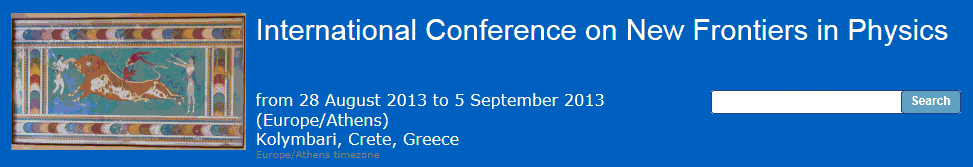 International Conference on New Frontiers in Physics
from 28 August 2013 to 5 September 2013
(Europe/Athens)
Search
Kolymbari, Crete, Greece
Europe/Athens timezone